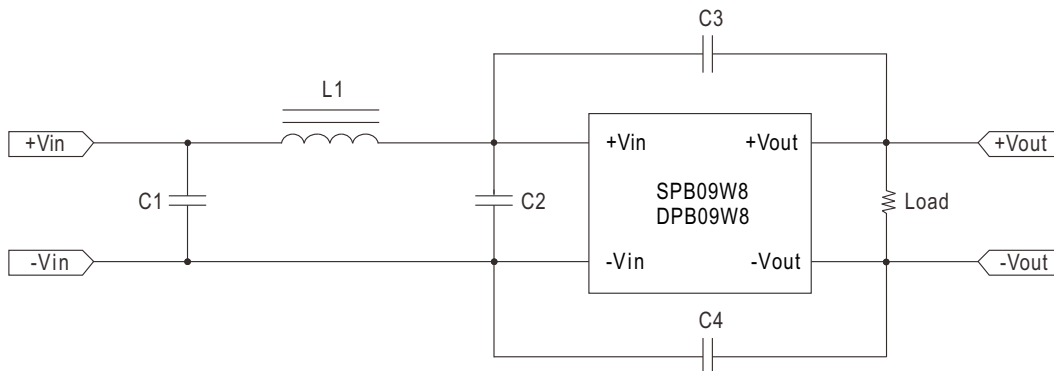 C3
L1
+Vin
+Vin
+Vout
+Vout
C1
C2
SPB09W8
DPB09W8
Load
-Vin
-Vin
-Vout
-Vout
C4